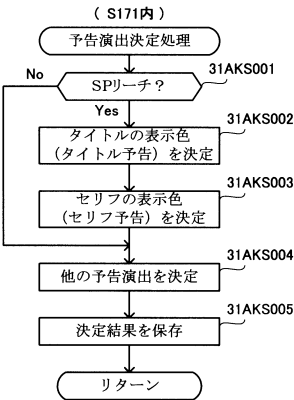 ( S171内 )
予告演出決定処理
31AKS001
No
SPリーチ？
Yes
31AKS002
タイトルの表示色
（タイトル予告）を決定
31AKS003
セリフの表示色
（セリフ予告）を決定
31AKS004
他の予告演出を決定
31AKS005
決定結果を保存
リターン